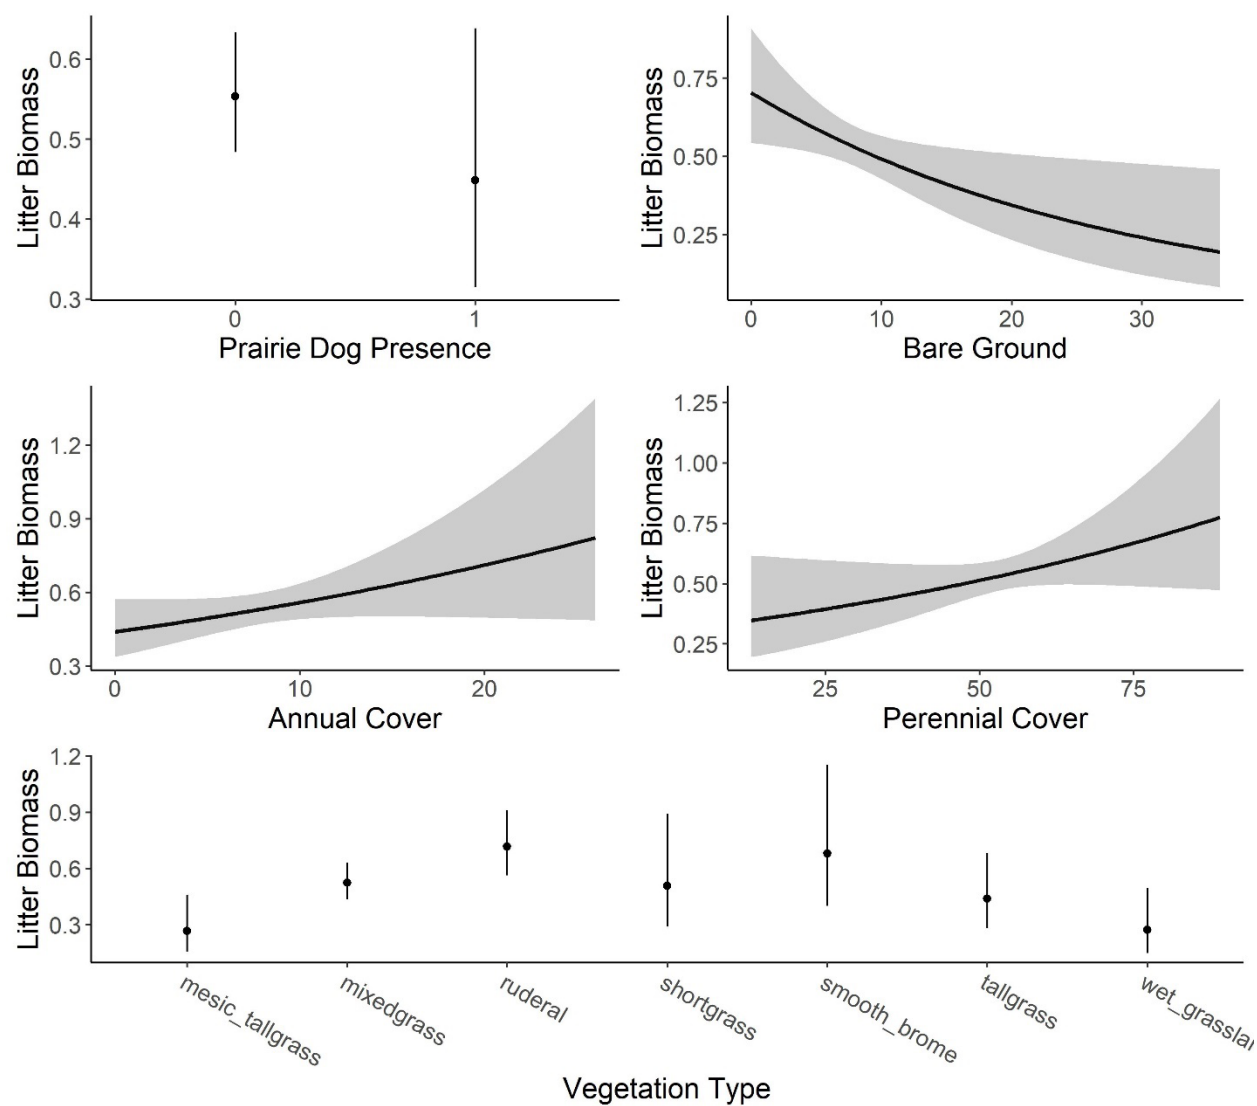 Litter Biomass
0.6
0.5
0.4
0.3
0 1
Prairie Dog Presence
Litter Biomass
0.75
0.50
0.25
0 10 20 30
Bare Ground
Litter Biomass
1.2
0.9
0.6
0.3
0 10 20
Annual Cover
Litter Biomass
1.25
1.00
0.75
0.50
0.25
25 50 75
Perennial Cover
Litter Biomass
1.2
0.9
0.6
0.3
mesic_tallgrass
mixedgrass
ruderal
shortgrass
smooth_brome
tallgrass
wet_grasslan
Vegetation Type